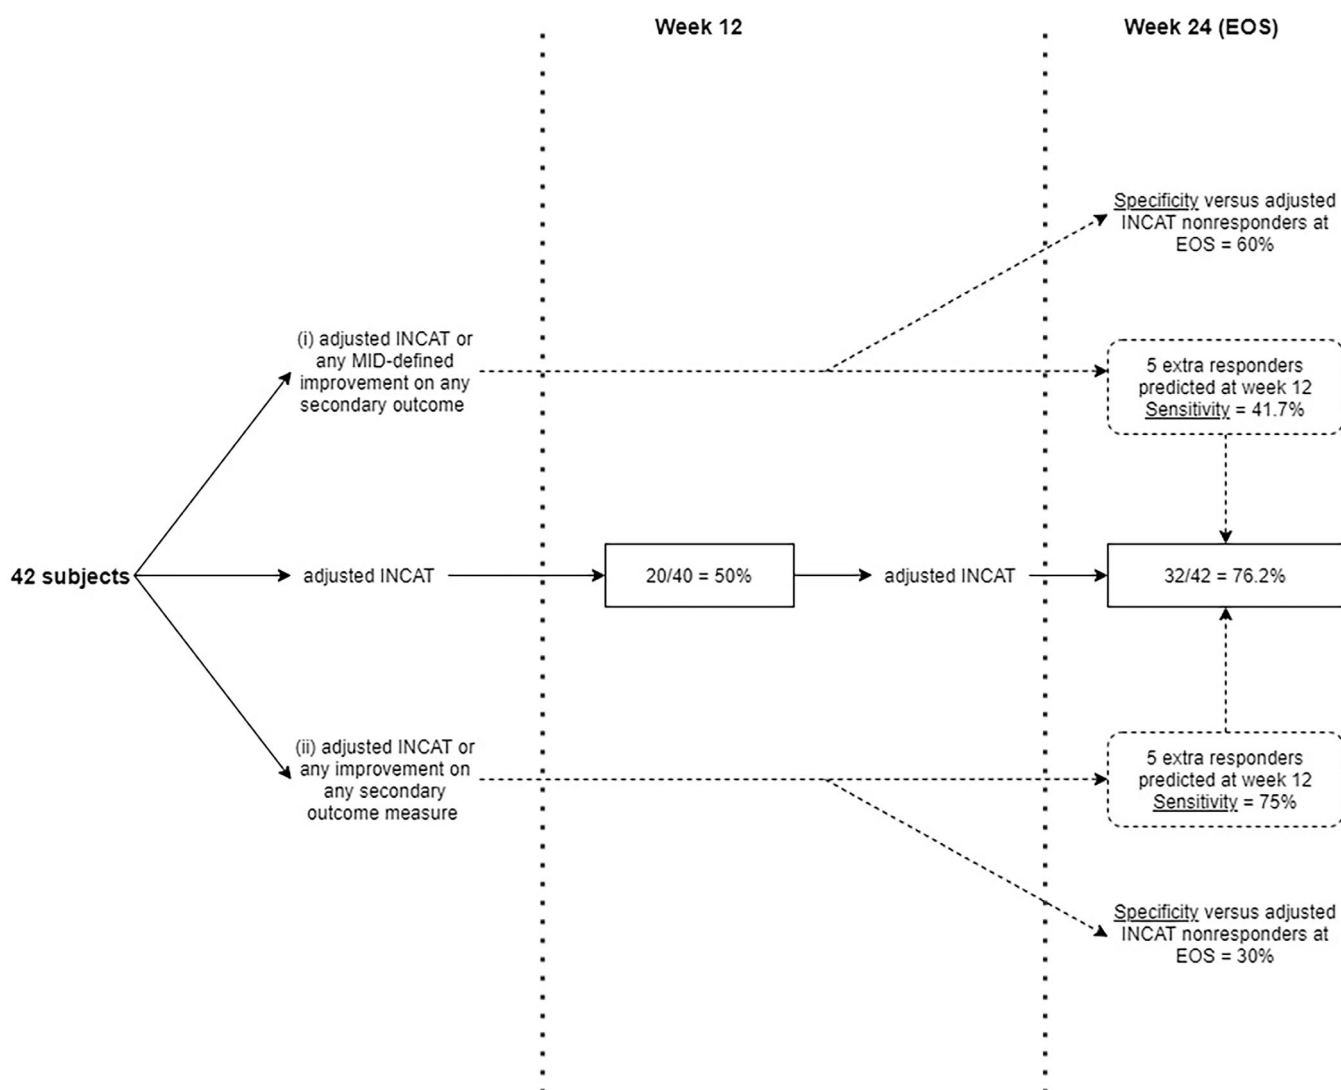 Week 12
Week 24 (EOS)
Specificity versus adjusted
INCAT nonresponders at
EOS = 60%
(i) adjusted INCAT or
any MID-defined
improvement on any
secondary outcome
5 extra responders
predicted at week 12
Sensitivity = 41.7%
42 subjects
adjusted INCAT
20/40 = 50%
adjusted INCAT
32/42 = 76.2%
(ii) adjusted INCAT or
any improvement on
any secondary
outcome measure
5 extra responders
predicted at week 12
Sensitivity = 75%
Specificity versus adjusted
INCAT nonresponders at
EOS = 30%